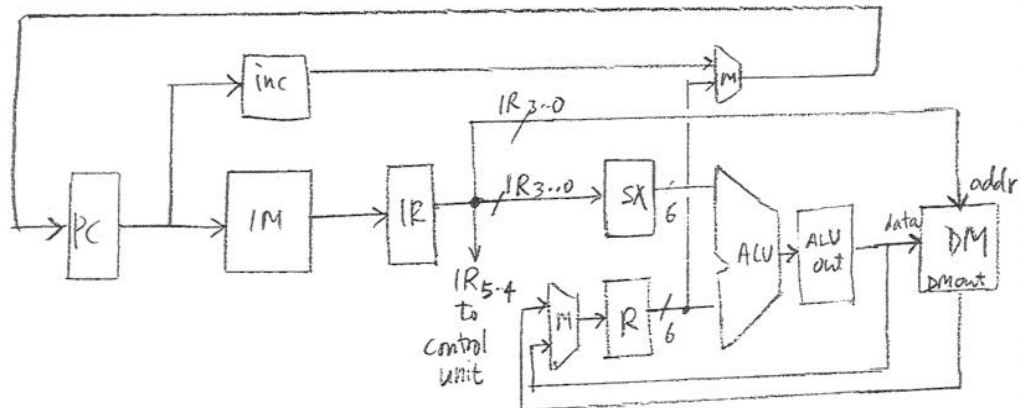 inc
M
IR3..0
PC
IM
IR
IR3..0
SX
6
ALU
ALU
out
data
addr
DM
DMout
IR5-4
to
control
unit
M
R
6